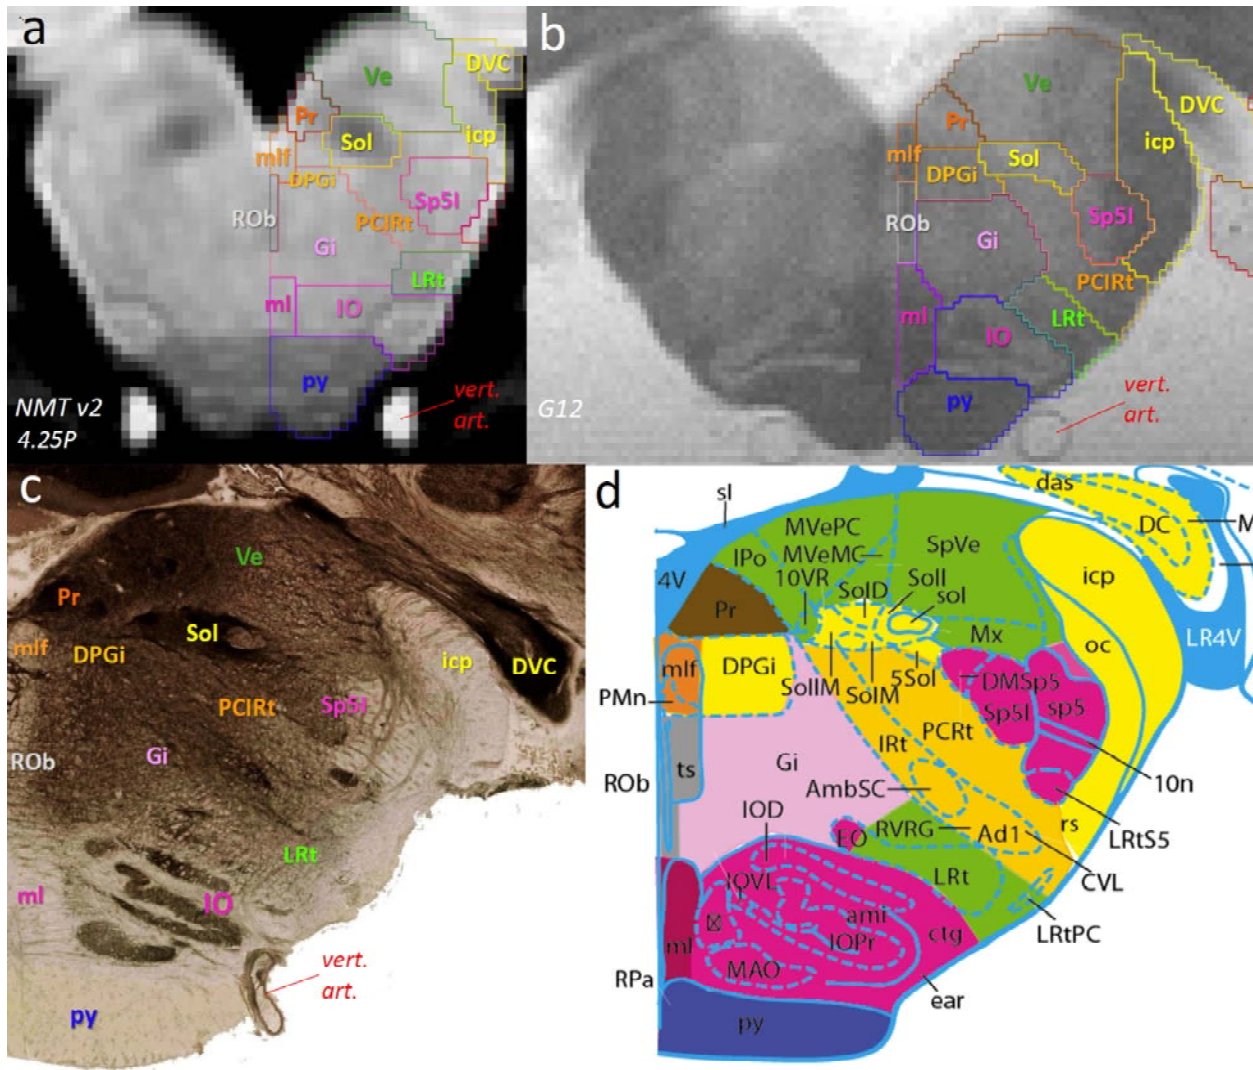 a
Ve
DVC
Pr
Sol
icp
mlf
DPGi
Sp5I
ROb
PCIRt
Gi
LRt
ml
IO
py
vert.
art.
NMT v2
4.25P
b
Ve
DVC
Pr
icp
mlf
Sol
DPGi
Sp5I
ROb
Gi
PCIRt
ml
LRt
IO
py
vert.
art.
G12
c
Ve
Pr
Sol
mlf
DPGi
icp
DVC
PCIRt
Sp5I
ROb
Gi
LRt
ml
IO
vert.
art.
py
d
sl
das
DC
M
MVePC
SpVe
IPo
MVeMC
icp
4V
10VR
SolI
SolD
sol
Pr
Mx
LR4V
oc
mlf
DPGi
5Sol
DMSp5
PMn
SolIM
SolM
Sp5I
sp5
PCRt
IRt
ts
Gi
ROb
AmbSC
10n
IOD
rs
EO
RVRG
Ad1
LRtS5
IOVL
LRt
CVL
ami
ml
IOPr
ctg
LRtPC
MAO
RPa
ear
py